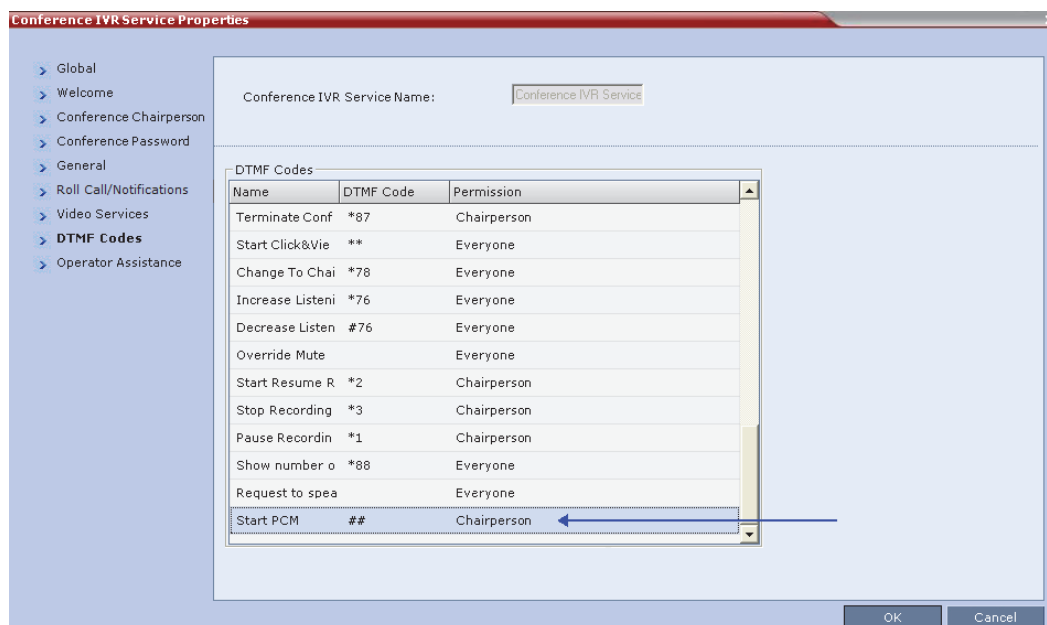 Conference IVR Service Properties
Global
Welcome
Conference Chairperson
Conference Password
General
Roll Call/Notifications
Video Services
DTMF Codes
Operator Assistance
Conference IVR Service Name: Conference IVR Service
DTMF Codes
Name DTMF Code Permission
Terminate Conf *87 Chairperson
Start Click&Vie ** Everyone
Change To Chai *78 Everyone
Increase Listeni *76 Everyone
Decrease Listen #76 Everyone
Override Mute Everyone
Start Resume R *2 Chairperson
Stop Recording *3 Chairperson
Pause Recordin *1 Chairperson
Show number o *88 Everyone
Request to spea Everyone
Start PCM ## Chairperson
OK Cancel